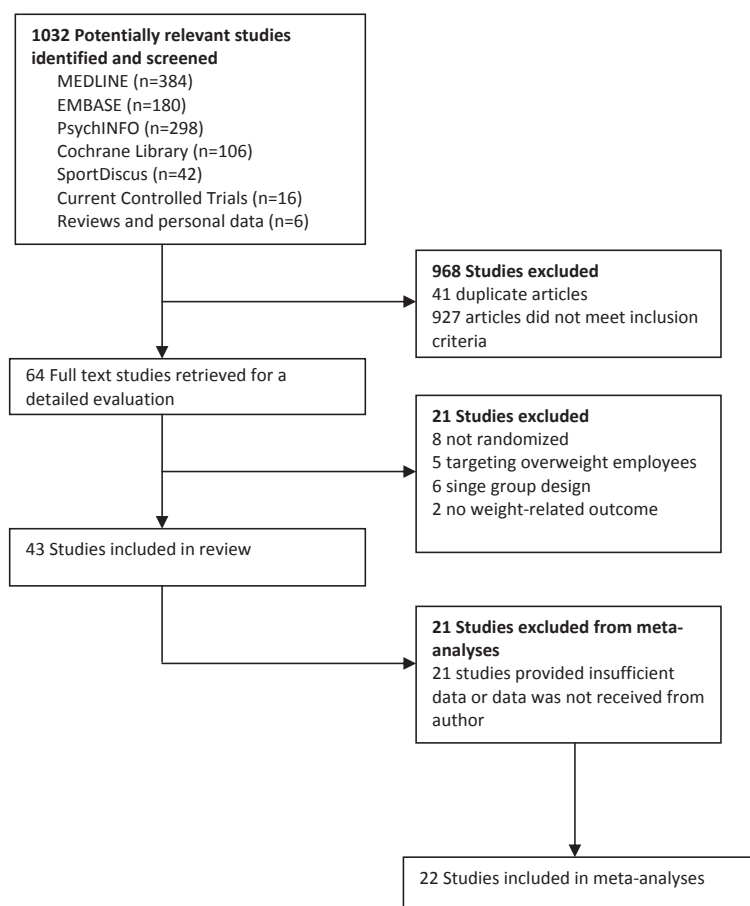 1032 Potentially relevant studies
identified and screened
MEDLINE (n=384)
EMBASE (n=180)
PsychINFO (n=298)
Cochrane Library (n=106)
SportDiscus (n=42)
Current Controlled Trials (n=16)
Reviews and personal data (n=6)
968 Studies excluded
41 duplicate articles
927 articles did not meet inclusion
criteria
64 Full text studies retrieved for a
detailed evaluation
21 Studies excluded
8 not randomized
5 targeting overweight employees
6 singe group design
2 no weight-related outcome
43 Studies included in review
21 Studies excluded from meta-
analyses
21 studies provided insufficient
data or data was not received from
author
22 Studies included in meta-analyses